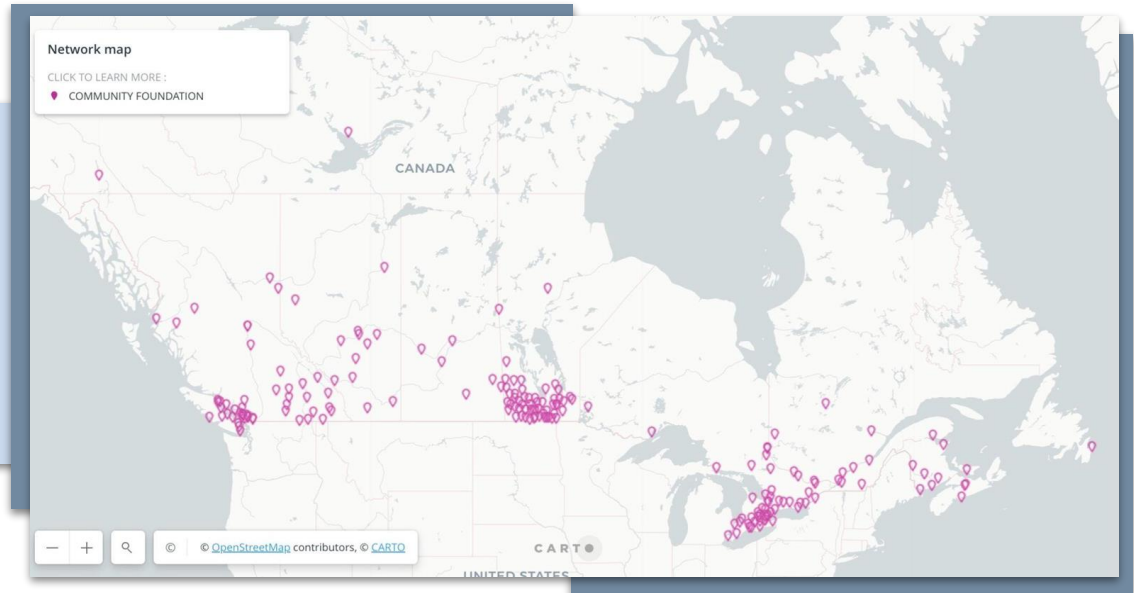 Network map
CLICK TO LEARN MORE :
COMMUNITY FOUNDATION
CANADA
© © OpenStreetMap contributors, © CARTO
CARTO
UNITED STATES